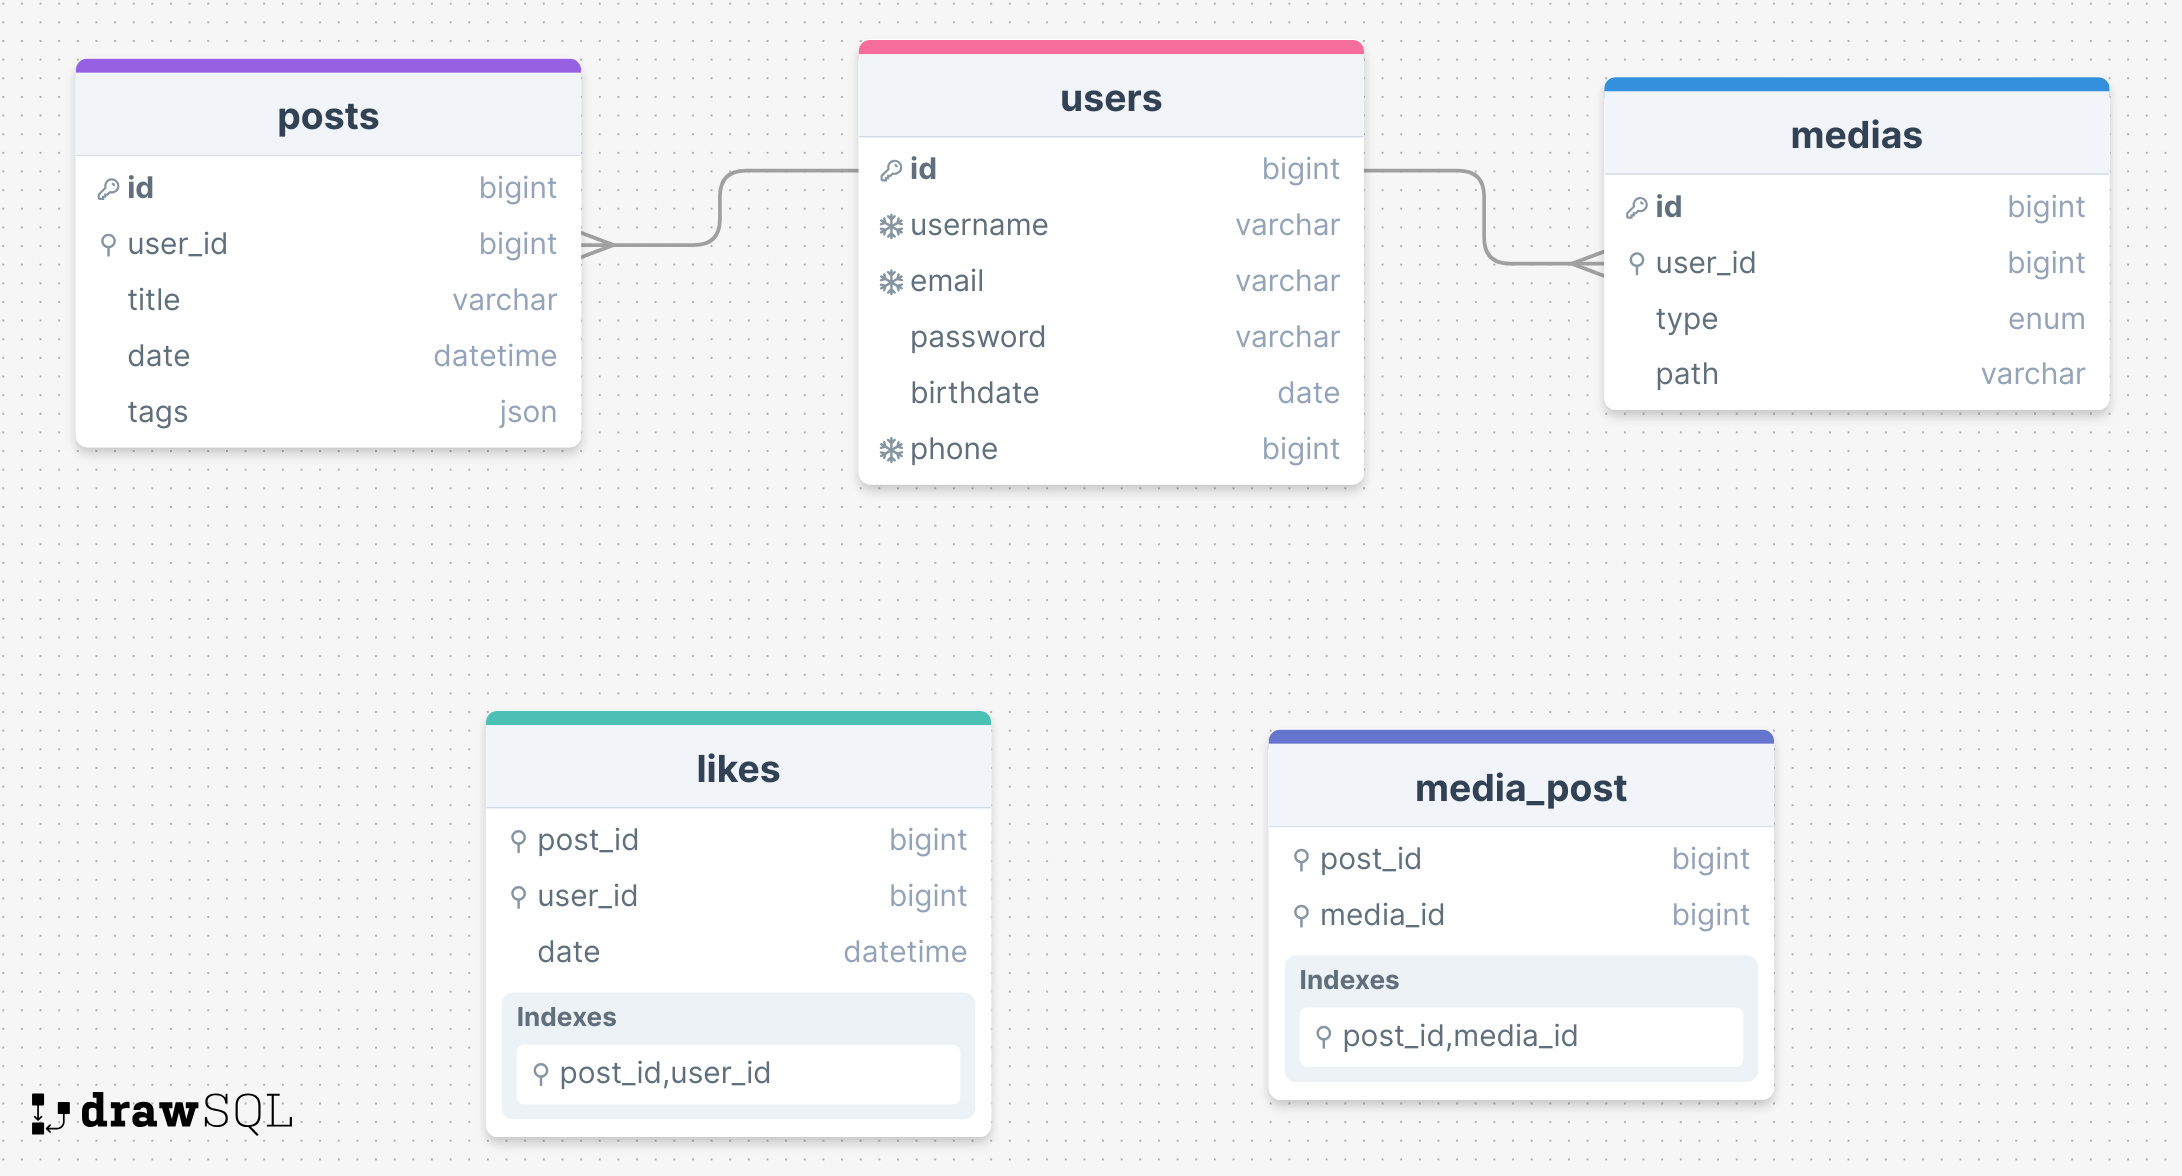 posts
id bigint
user_id bigint
title varchar
date datetime
tags json
users
id bigint
username varchar
email varchar
password varchar
birthdate date
phone bigint
medias
id bigint
user_id bigint
type enum
path varchar
likes
post_id bigint
user_id bigint
date datetime
Indexes
post_id,user_id
media_post
post_id bigint
media_id bigint
Indexes
post_id,media_id
drawSQL